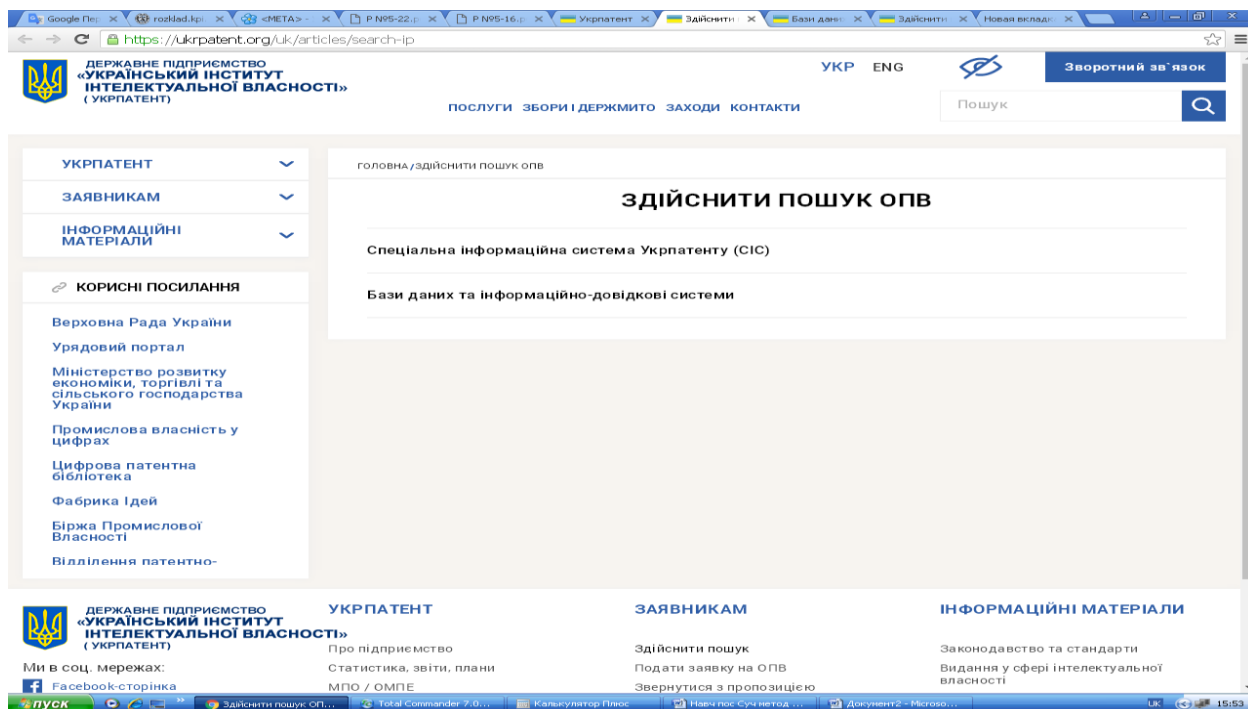 Google Пер
rozklad.kpi
<META> -
P N95-22.p
P N95-16.p
Укрпатент
Здійснити
Бази дани
Здійснити
Новая вкладк
https://ukrpatent.org/uk/articles/search-ip
ДЕРЖАВНЕ ПІДПРИЄМСТВО
«УКРАЇНСЬКИЙ ІНСТИТУТ
ІНТЕЛЕКТУАЛЬНОЇ ВЛАСНОСТІ»
( УКРПАТЕНТ)
УКР ENG
Зворотний зв`язок
ПОСЛУГИ ЗБОРИ І ДЕРЖМИТО ЗАХОДИ КОНТАКТИ
Пошук
УКРПАТЕНТ
ЗАЯВНИКАМ
ІНФОРМАЦІЙНІ
МАТЕРІАЛИ
КОРИСНІ ПОСИЛАННЯ
Верховна Рада України
Урядовий портал
Міністерство розвитку
економіки, торгівлі та
сільського господарства
України
Промислова власність у
цифрах
Цифрова патентна
бібліотека
Фабрика Ідей
Біржа Промислової
Власності
Відділення патентно-
ГОЛОВНА/ЗДІЙСНИТИ ПОШУК ОПВ
ЗДІЙСНИТИ ПОШУК ОПВ
Спеціальна інформаційна система Укрпатенту (СІС)
Бази даних та інформаційно-довідкові системи
ДЕРЖАВНЕ ПІДПРИЄМСТВО
«УКРАЇНСЬКИЙ ІНСТИТУТ
ІНТЕЛЕКТУАЛЬНОЇ ВЛАСНОСТІ»
( УКРПАТЕНТ)
Ми в соц. мережах:
Facebook-сторінка
УКРПАТЕНТ
Про підприємство
Статистика, звіти, плани
МПО / ОМПЕ
ЗАЯВНИКАМ
Здійснити пошук
Подати заявку на ОПВ
Звернутися з пропозицією
ІНФОРМАЦІЙНІ МАТЕРІАЛИ
Законодавство та стандарти
Видання у сфері інтелектуальної
власності
пуск
Здійснити пошук ОП...
Total Commander 7.0...
Калькулятор Плюс
Навч пос Суч метод ...
Документ2 - Microso...
UK
15:53